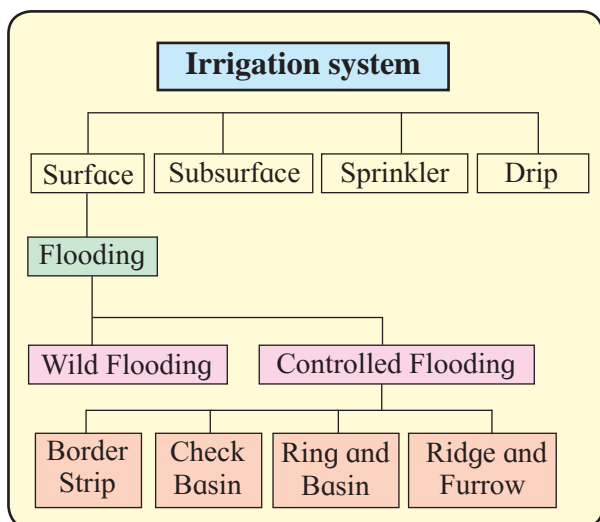 Irrigation system
Surface
Subsurface
Sprinkler
Drip
Flooding
Wild Flooding
Controlled Flooding
Border
Strip
Check
Basin
Ring and
Basin
Ridge and
Furrow